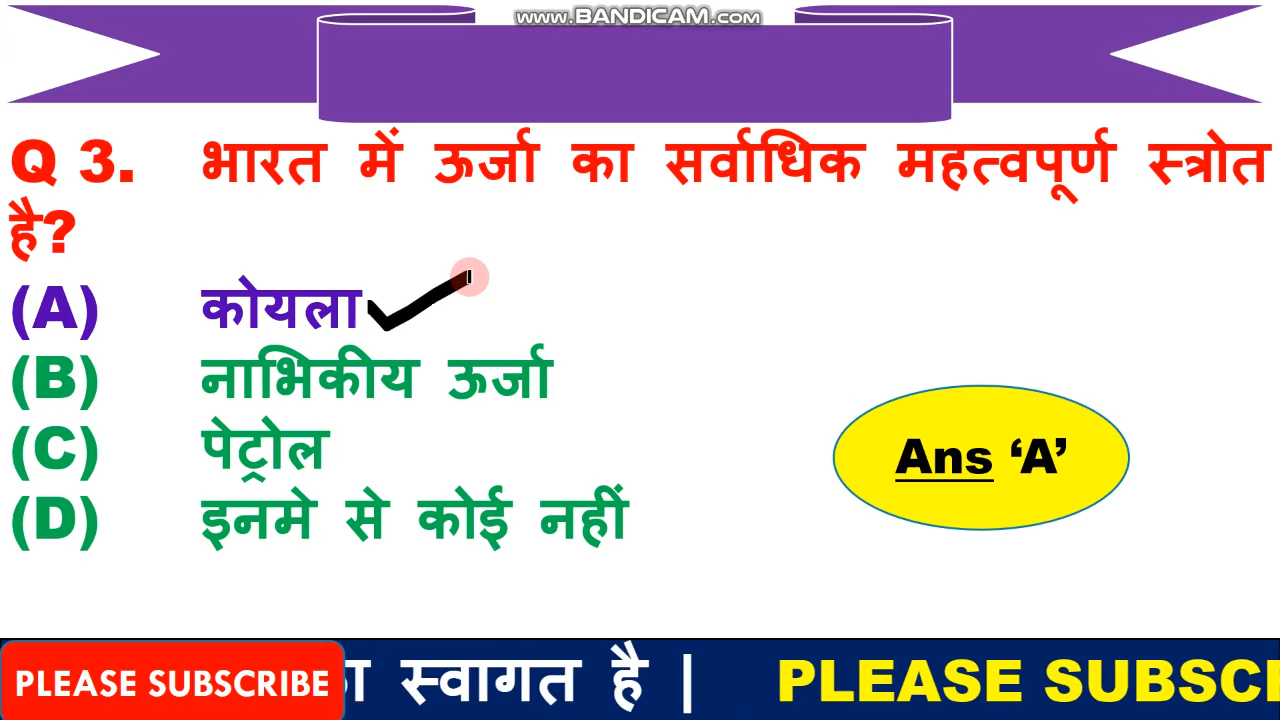 www.BANDICAM.com
Q 3. भारत में ऊर्जा का सर्वाधिक महत्वपूर्ण स्त्रोत
है?
(A) कोयला
(B) नाभिकीय ऊर्जा
(C) पेट्रोल
(D) इनमे से कोई नहीं
Ans ‘A’
PLEASE SUBSCRIBE
स्वागत है | PLEASE SUBSC